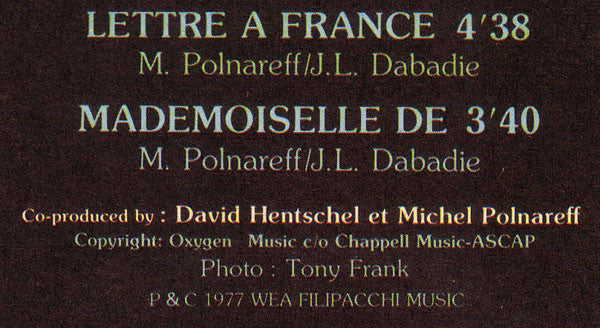 LETTRE A FRANCE 4'38
M. Polnareff/J.L. Dabadie
MADEMOISELLE DE 3'40
M. Polnareff/J.L. Dabadie
Co-produced by : David Hentschel et Michel Polnareff
Copyright: Oxygen Music c/o Chappell Music-ASCAP
Photo : Tony Frank
P & C 1977 WEA FILIPACCHI MUSIC